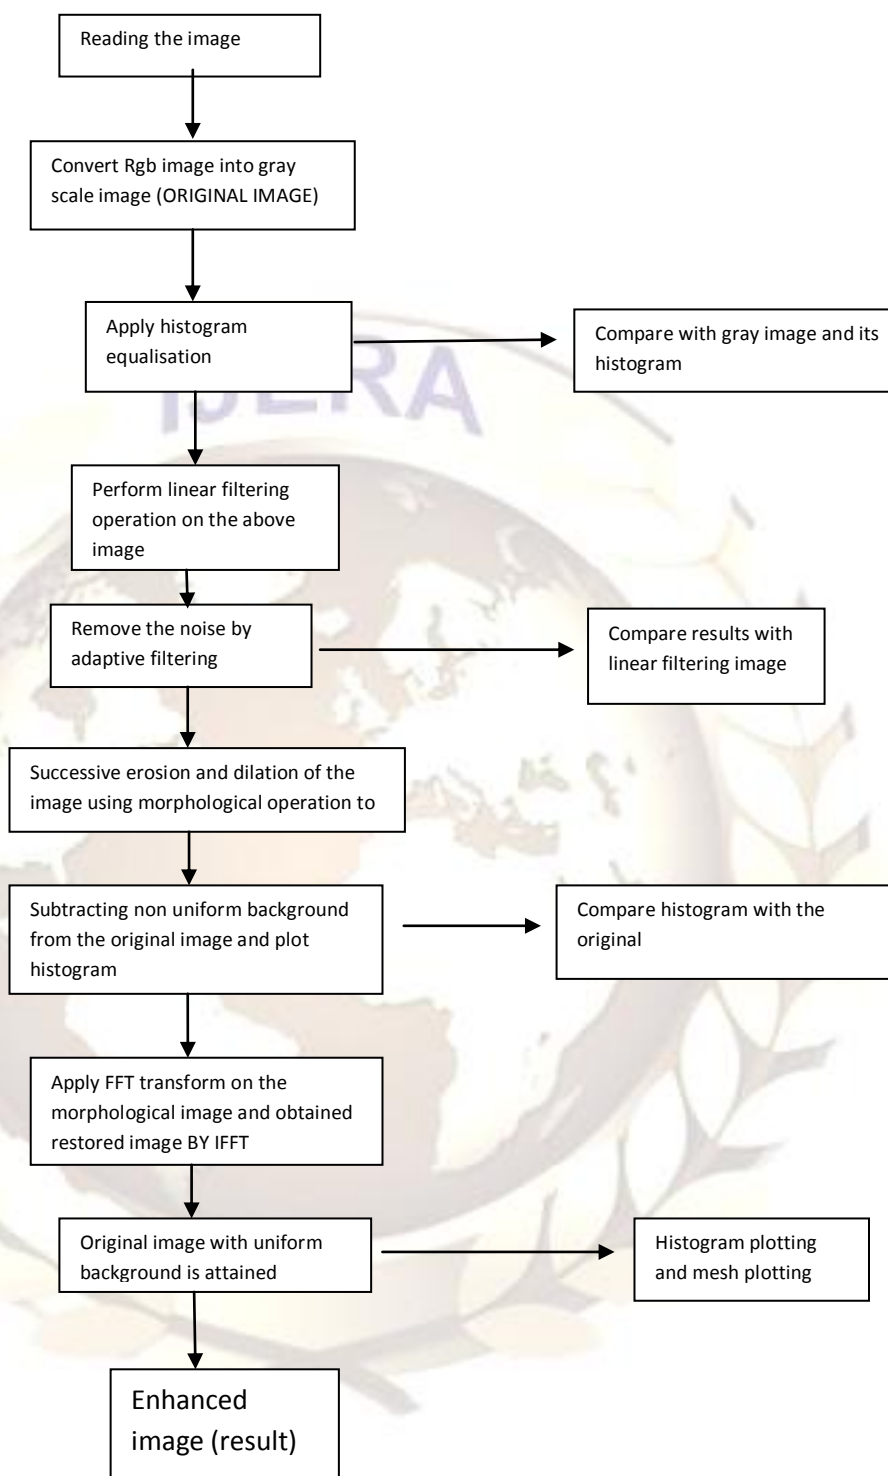 Reading the image
Convert Rgb image into gray
scale image (ORIGINAL IMAGE)
Apply histogram
equalisation
Compare with gray image and its
histogram
IJERA
Perform linear filtering
operation on the above
image
Remove the noise by
adaptive filtering
Compare results with
linear filtering image
Successive erosion and dilation of the
image using morphological operation to
Subtracting non uniform background
from the original image and plot
histogram
Compare histogram with the
original
Apply FFT transform on the
morphological image and obtained
restored image BY IFFT
Original image with uniform
background is attained
Histogram plotting
and mesh plotting
Enhanced
image (result)